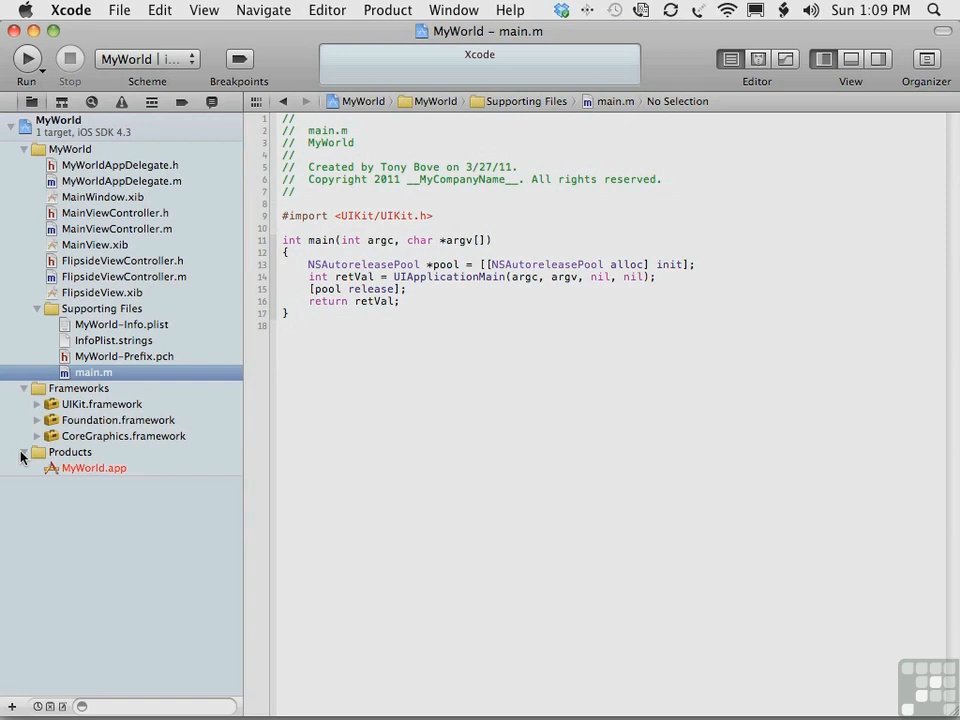 Xcode File Edit View Navigate Editor Product Window Help Sun 1:09 PM
MyWorld – main.m
MyWorld | i...
Xcode
Run Stop Scheme Breakpoints Editor View Organizer
MyWorld MyWorld Supporting Files main.m No Selection
MyWorld
1 target, iOS SDK 4.3
MyWorld
MyWorldAppDelegate.h
MyWorldAppDelegate.m
MainWindow.xib
MainViewController.h
MainViewController.m
MainView.xib
FlipsideViewController.h
FlipsideViewController.m
FlipsideView.xib
Supporting Files
MyWorld-Info.plist
InfoPlist.strings
MyWorld-Prefix.pch
main.m
Frameworks
UIKit.framework
Foundation.framework
CoreGraphics.framework
Products
MyWorld.app
1 //
2 //  main.m
3 //  MyWorld
4 //
5 //  Created by Tony Bove on 3/27/11.
6 //  Copyright 2011 __MyCompanyName__. All rights reserved.
7 //
8
9 #import <UIKit/UIKit.h>
10
11 int main(int argc, char *argv[])
12 {
13     NSAutoreleasePool *pool = [[NSAutoreleasePool alloc] init];
14     int retVal = UIApplicationMain(argc, argv, nil, nil);
15     [pool release];
16     return retVal;
17 }
18